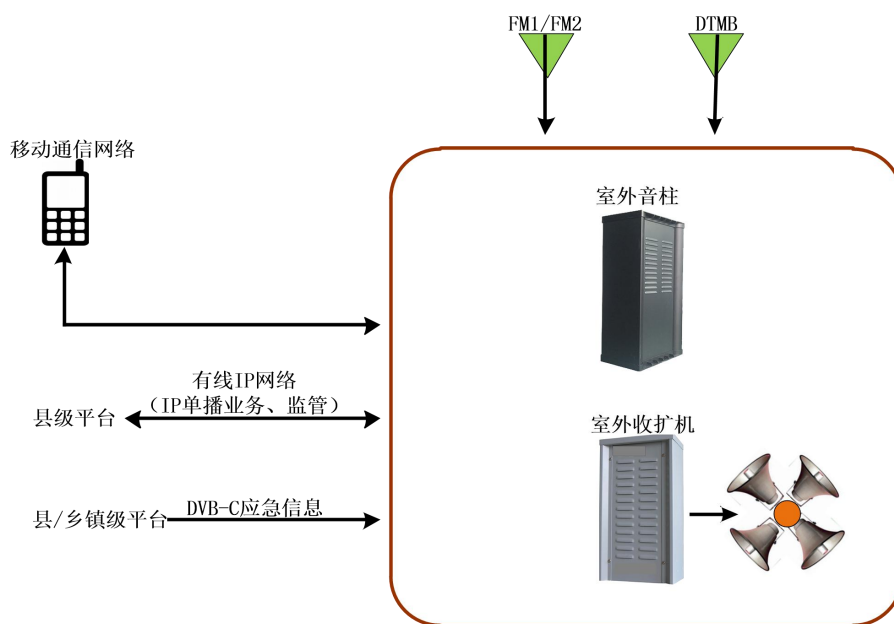 FM1/FM2
DTMB
移动通信网络
室外音柱
有线IP网络
（IP单播业务、监管）
县级平台
室外收扩机
县/乡镇级平台
DVB-C应急信息